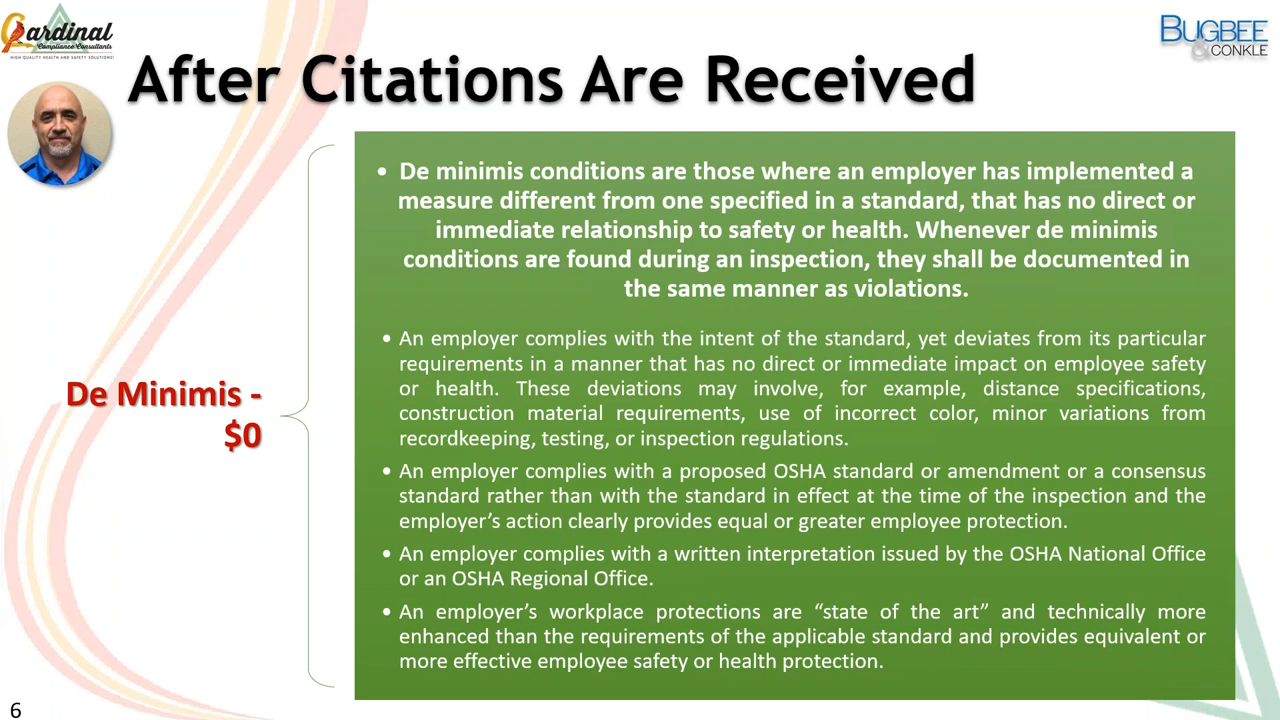 Cardinal
Compliance Consultants
HIGH QUALITY HEALTH AND SAFETY SOLUTIONS!
BUGBEE
& CONKLE
After Citations Are Received
De Minimis -
$0
• De minimis conditions are those where an employer has implemented a
measure different from one specified in a standard, that has no direct or
immediate relationship to safety or health. Whenever de minimis
conditions are found during an inspection, they shall be documented in
the same manner as violations.
• An employer complies with the intent of the standard, yet deviates from its particular
requirements in a manner that has no direct or immediate impact on employee safety
or health. These deviations may involve, for example, distance specifications,
construction material requirements, use of incorrect color, minor variations from
recordkeeping, testing, or inspection regulations.
• An employer complies with a proposed OSHA standard or amendment or a consensus
standard rather than with the standard in effect at the time of the inspection and the
employer’s action clearly provides equal or greater employee protection.
• An employer complies with a written interpretation issued by the OSHA National Office
or an OSHA Regional Office.
• An employer’s workplace protections are “state of the art” and technically more
enhanced than the requirements of the applicable standard and provides equivalent or
more effective employee safety or health protection.
6